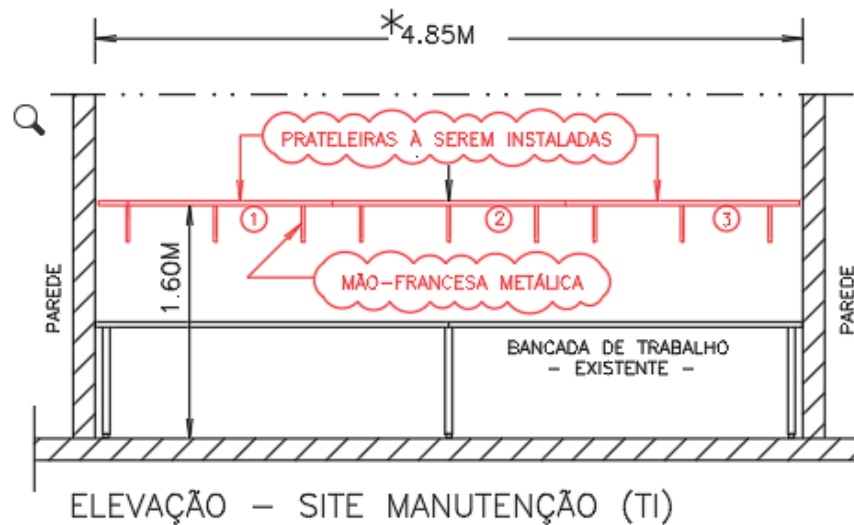 *4.85M
PRATELEIRAS À SEREM INSTALADAS
1
2
3
MÃO-FRANCESA METÁLICA
1.60M
PAREDE
PAREDE
BANCADA DE TRABALHO
- EXISTENTE -
ELEVAÇÃO - SITE MANUTENÇÃO (TI)